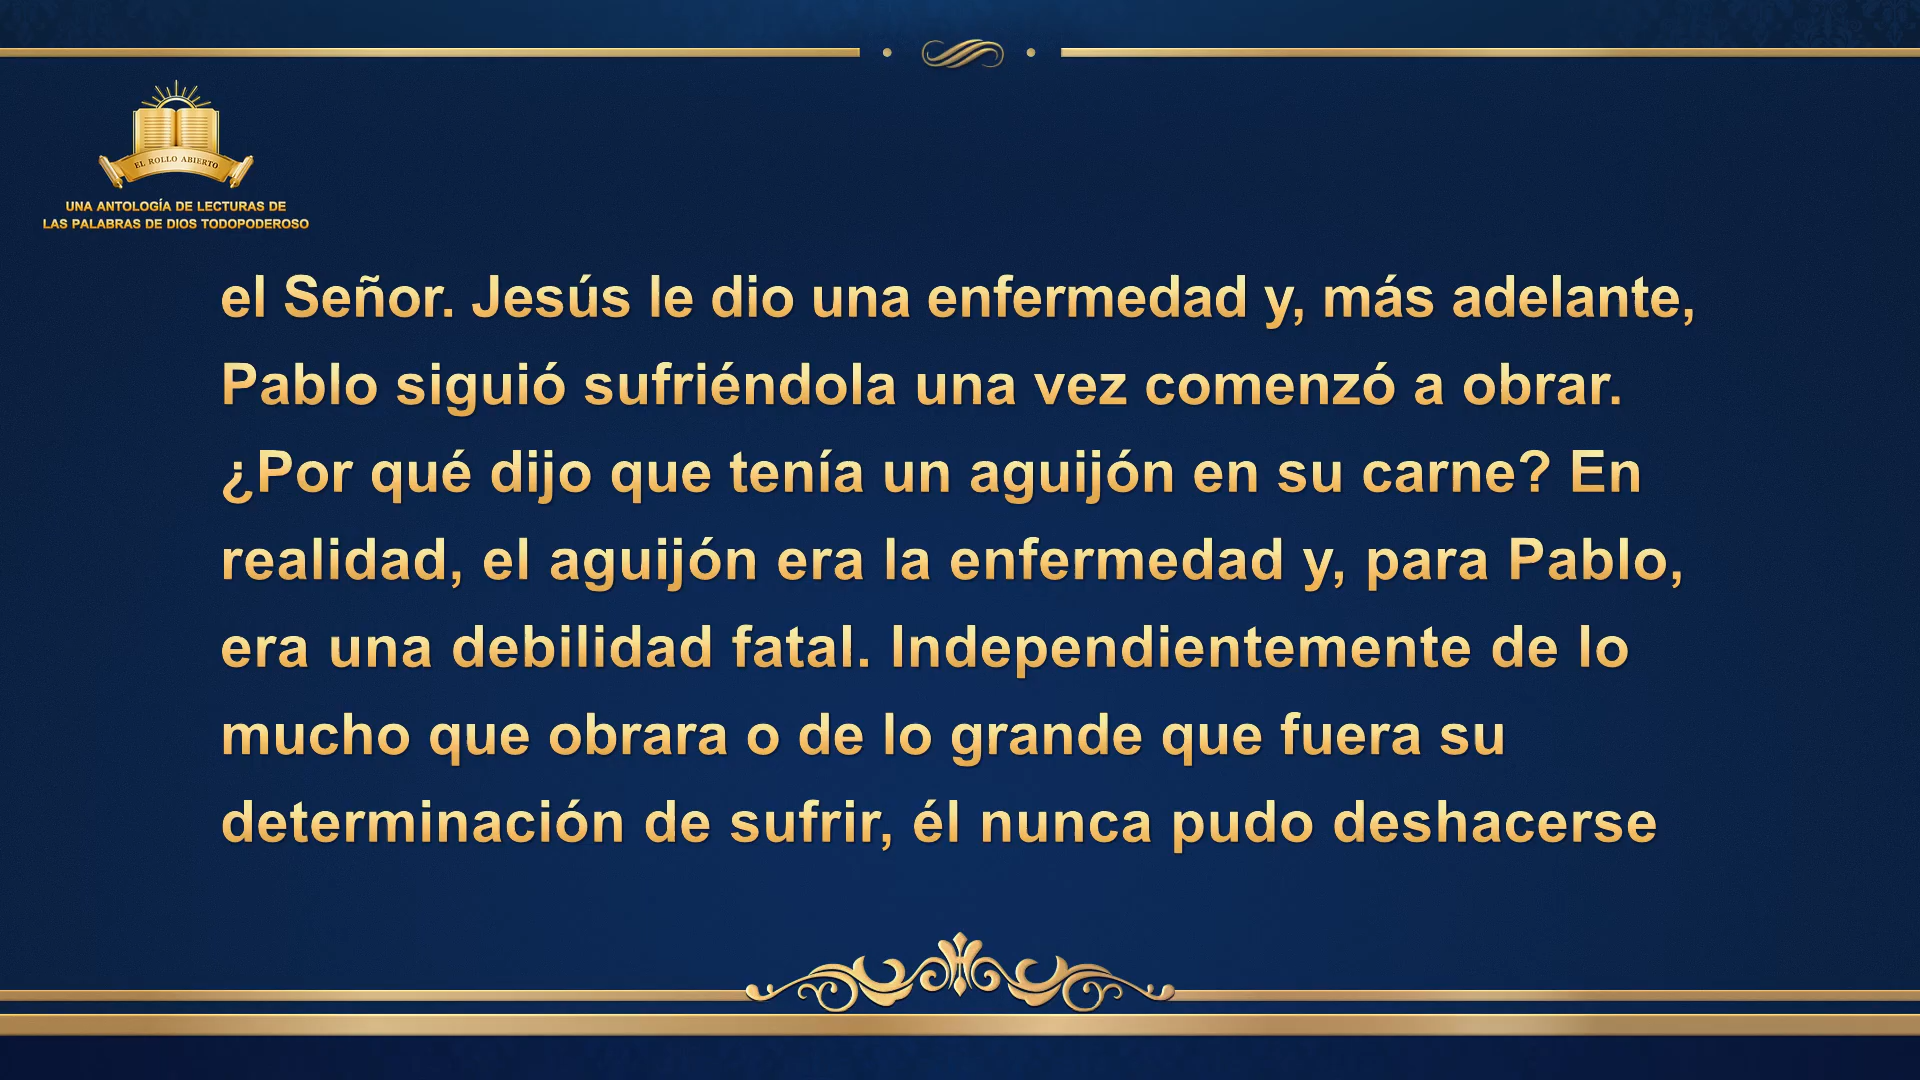 EL ROLLO ABIERTO
UNA ANTOLOGÍA DE LECTURAS DE
LAS PALABRAS DE DIOS TODOPODEROSO
el Señor. Jesús le dio una enfermedad y, más adelante,
Pablo siguió sufriéndola una vez comenzó a obrar.
¿Por qué dijo que tenía un aguijón en su carne? En
realidad, el aguijón era la enfermedad y, para Pablo,
era una debilidad fatal. Independientemente de lo
mucho que obrara o de lo grande que fuera su
determinación de sufrir, él nunca pudo deshacerse